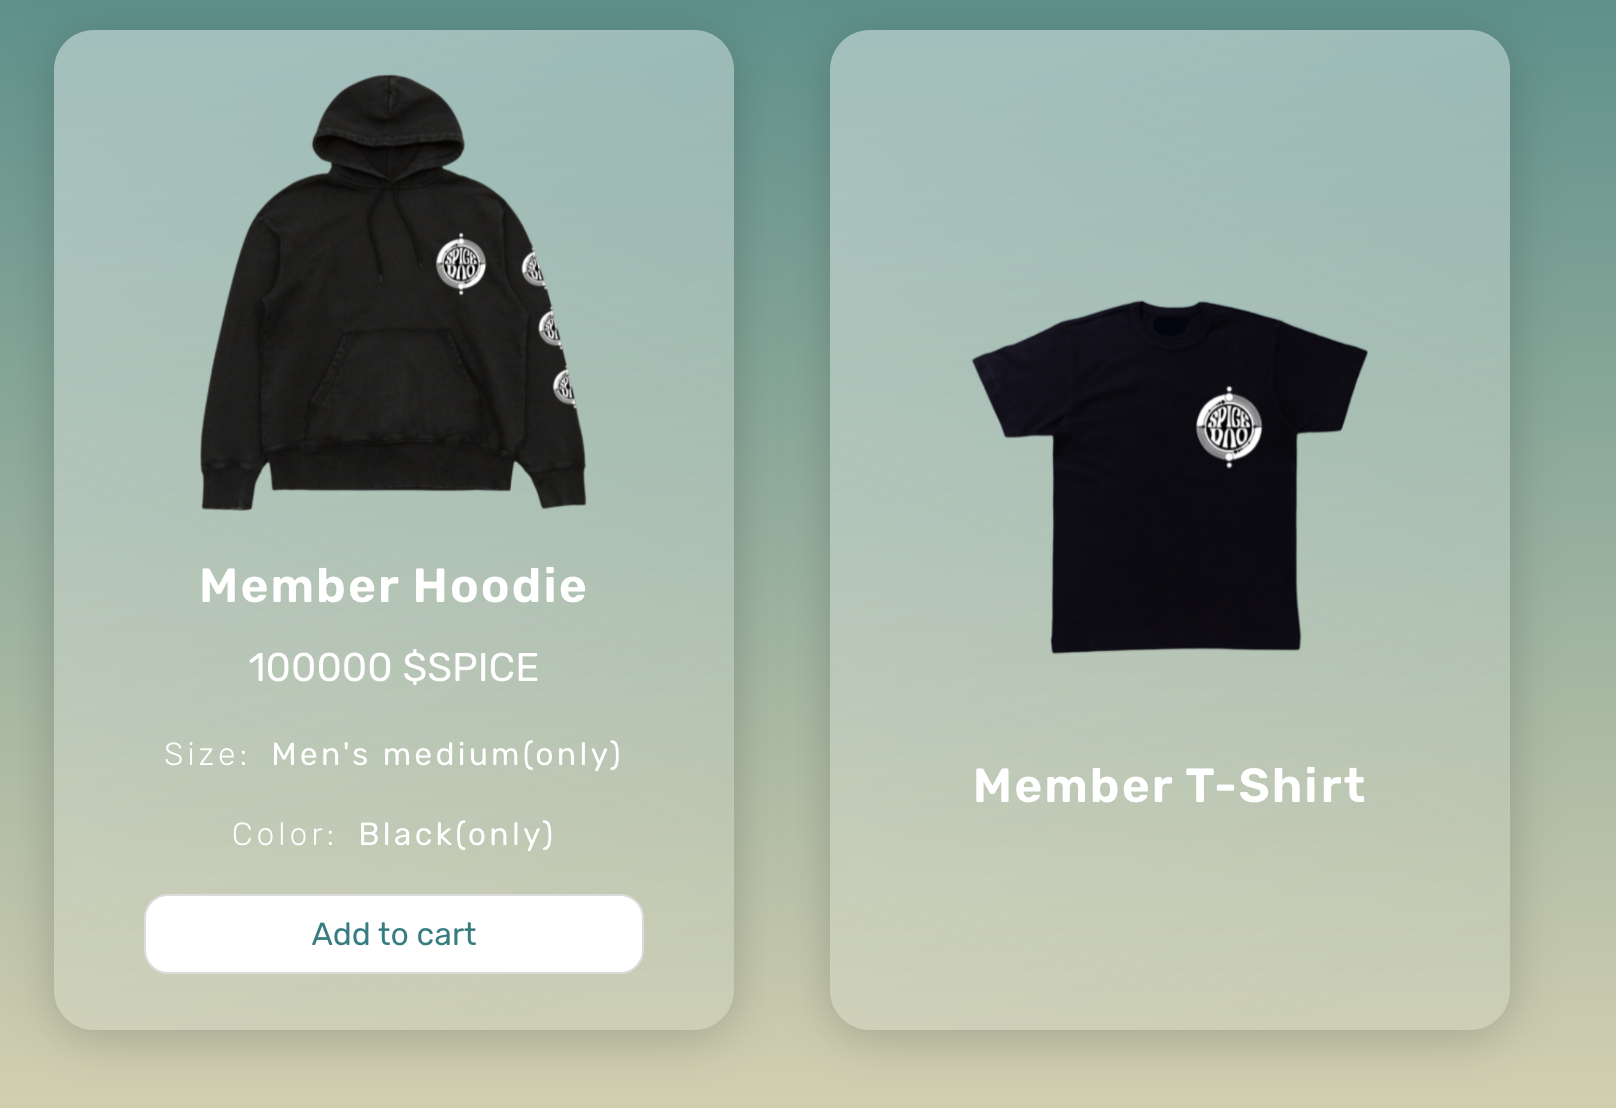 SPICE
DAO
SPICE
DAO
Member Hoodie
100000 $SPICE
Size: Men's medium(only)
Color: Black(only)
Add to cart
Member T-Shirt